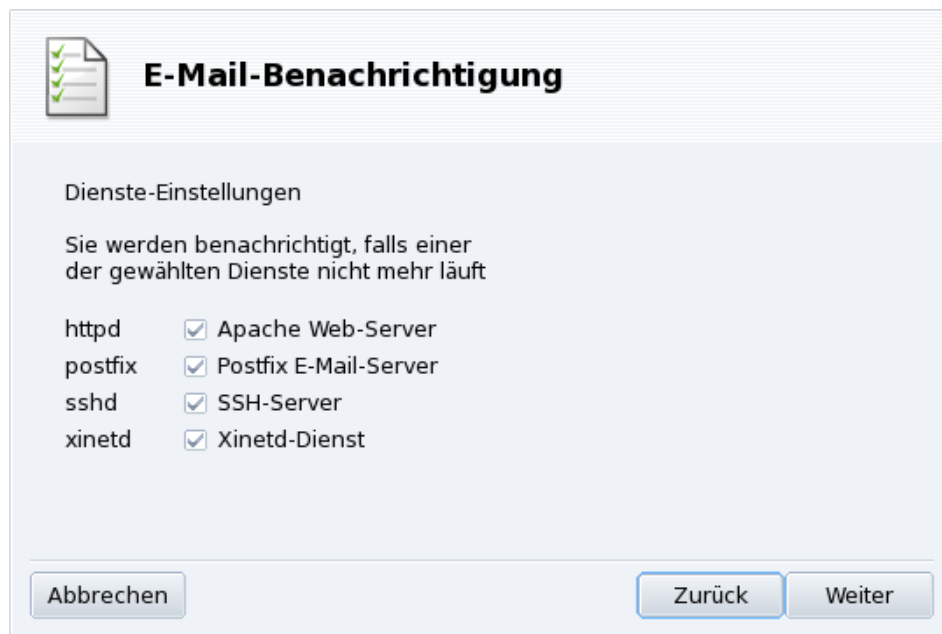 E-Mail-Benachrichtigung
Dienste-Einstellungen
Sie werden benachrichtigt, falls einer
der gewählten Dienste nicht mehr läuft
httpd Apache Web-Server
postfix Postfix E-Mail-Server
sshd SSH-Server
xinetd Xinetd-Dienst
Abbrechen Zurück Weiter